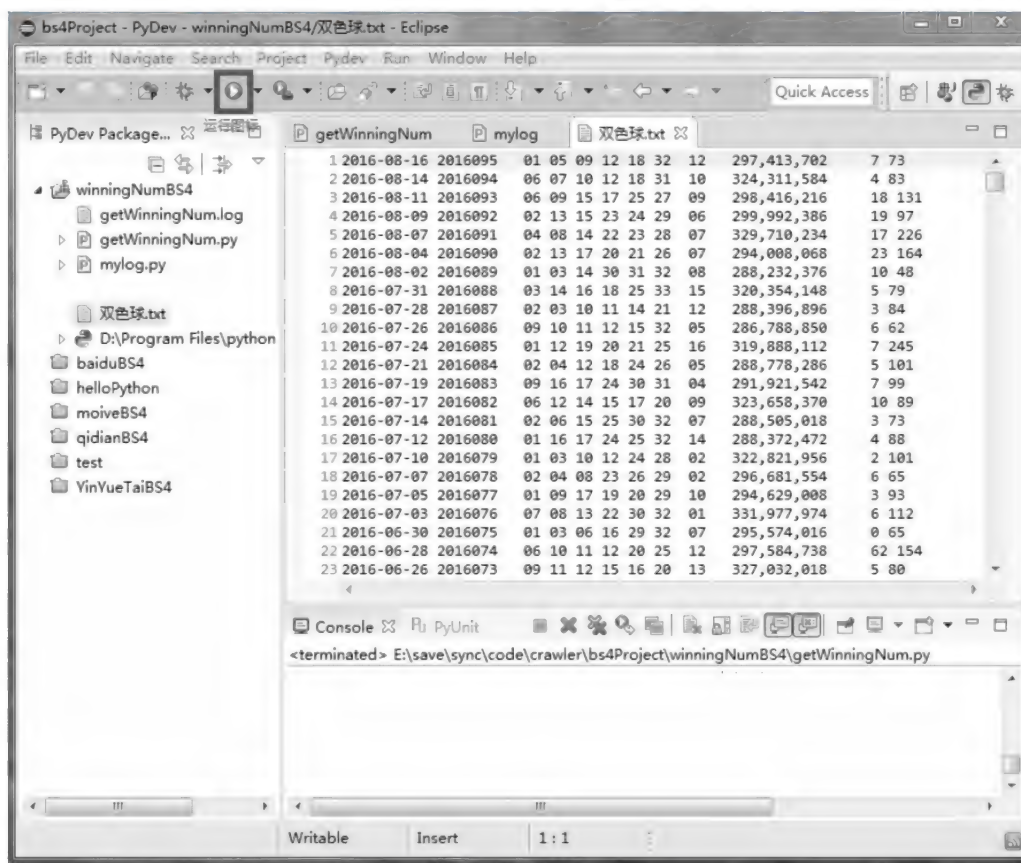 bs4Project - PyDev - winningNumBS4/双色球.txt - Eclipse
File Edit Navigate Search Project Pydev Run Window Help
Quick Access
PyDev Package...
运行图标
winningNumBS4
getWinningNum.log
getWinningNum.py
mylog.py
双色球.txt
D:\Program Files\python
baiduBS4
helloPython
moiveBS4
qidianBS4
test
YinYueTaiBS4
getWinningNum mylog 双色球.txt
1 2016-08-16 2016095 01 05 09 12 18 32 12 297,413,702 7 73
2 2016-08-14 2016094 06 07 10 12 18 31 10 324,311,584 4 83
3 2016-08-11 2016093 06 09 15 17 25 27 09 298,416,216 18 131
4 2016-08-09 2016092 02 13 15 23 24 29 06 299,992,386 19 97
5 2016-08-07 2016091 04 08 14 22 23 28 07 329,710,234 17 226
6 2016-08-04 2016090 02 13 17 20 21 26 07 294,008,068 23 164
7 2016-08-02 2016089 01 03 14 30 31 32 08 288,232,376 10 48
8 2016-07-31 2016088 03 14 16 18 25 33 15 320,354,148 5 79
9 2016-07-28 2016087 02 03 10 11 14 21 12 288,396,896 3 84
10 2016-07-26 2016086 09 10 11 12 15 32 05 286,788,850 6 62
11 2016-07-24 2016085 01 12 19 20 21 25 16 319,888,112 7 245
12 2016-07-21 2016084 02 04 12 18 24 26 05 288,778,286 5 101
13 2016-07-19 2016083 09 16 17 24 30 31 04 291,921,542 7 99
14 2016-07-17 2016082 06 12 14 15 17 20 09 323,658,370 10 89
15 2016-07-14 2016081 02 06 15 25 30 32 07 288,505,018 3 73
16 2016-07-12 2016080 01 16 17 24 25 32 14 288,372,472 4 88
17 2016-07-10 2016079 01 03 10 12 24 28 02 322,821,956 2 101
18 2016-07-07 2016078 02 04 08 23 26 29 02 296,681,554 6 65
19 2016-07-05 2016077 01 09 17 19 20 29 10 294,629,008 3 93
20 2016-07-03 2016076 07 08 13 22 30 32 01 331,977,974 6 112
21 2016-06-30 2016075 01 03 06 16 29 32 07 295,574,016 0 65
22 2016-06-28 2016074 06 10 11 12 20 25 12 297,584,738 62 154
23 2016-06-26 2016073 09 11 12 15 16 20 13 327,032,018 5 80
Console PyUnit
<terminated> E:\save\sync\code\crawler\bs4Project\winningNumBS4\getWinningNum.py
Writable Insert 1 : 1